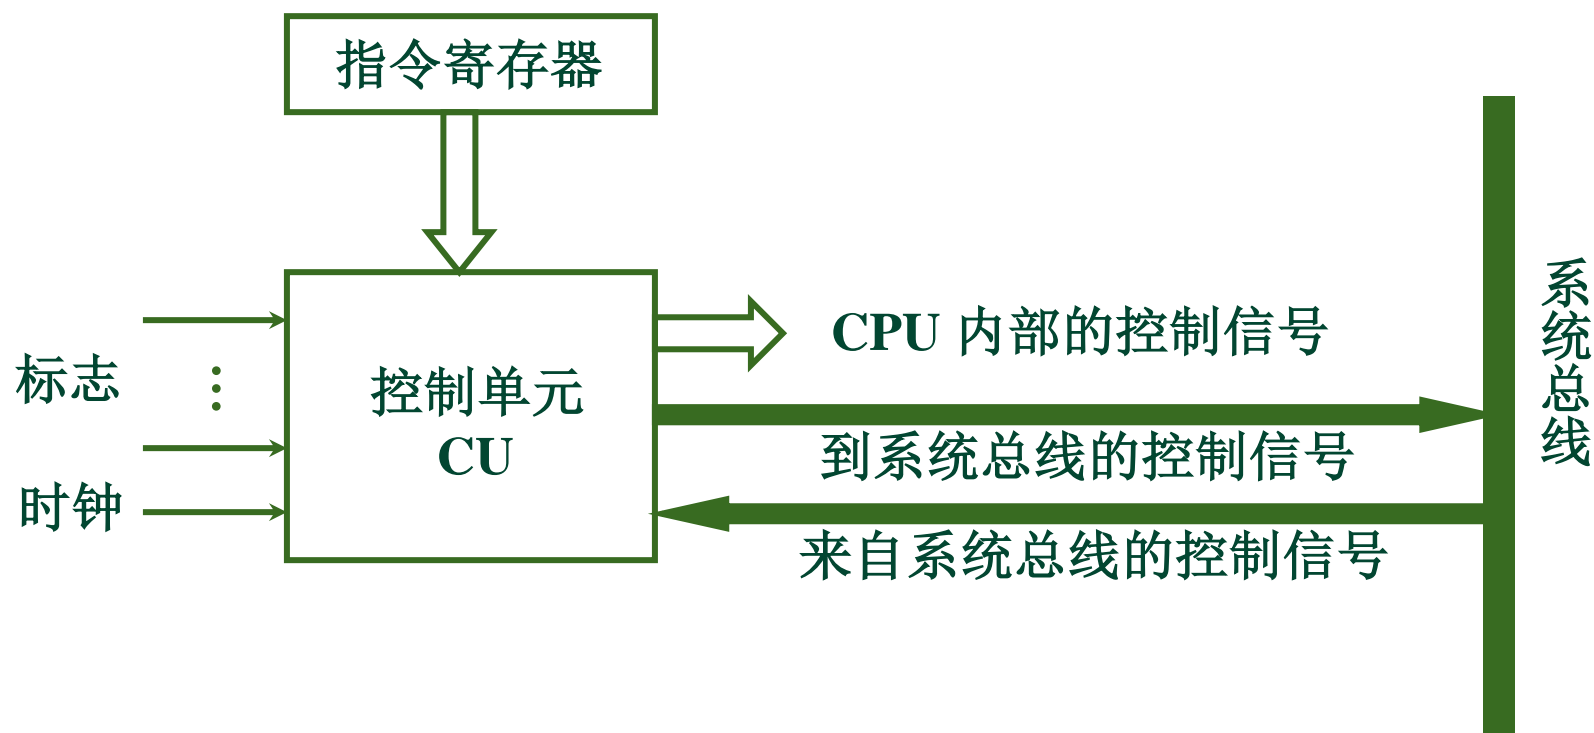 指令寄存器
标志
时钟
控制单元
CU
CPU 内部的控制信号
到系统总线的控制信号
来自系统总线的控制信号
系统总线